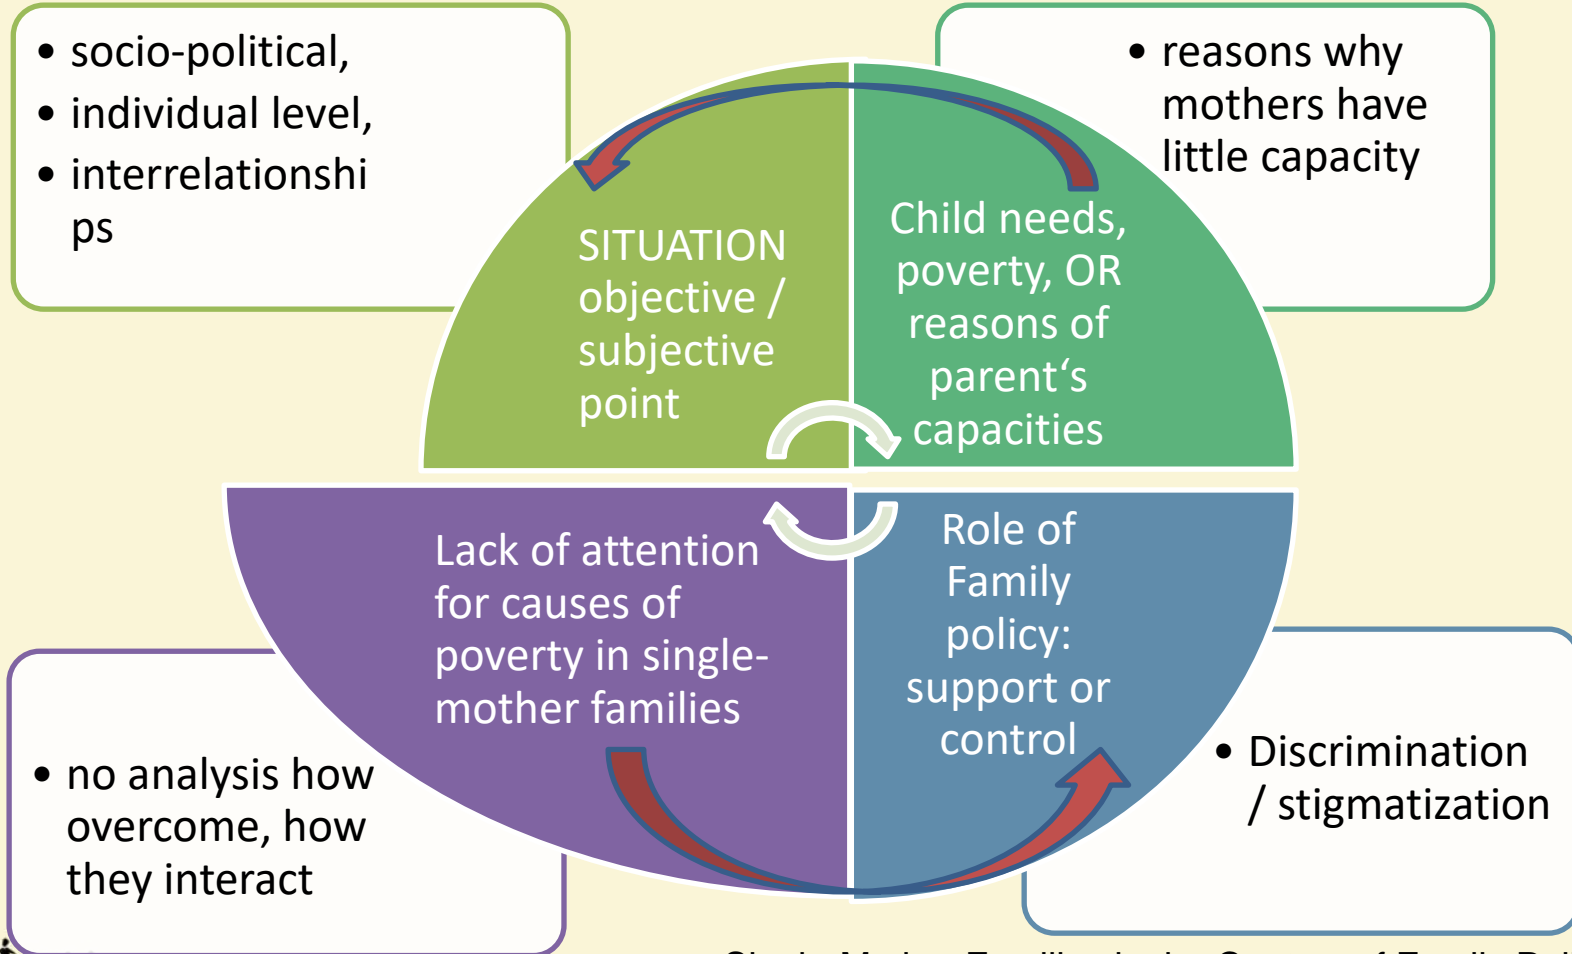 • socio-political,
• individual level,
• interrelationshi
ps
• reasons why
mothers have
little capacity
SITUATION
objective /
subjective
point
Child needs,
poverty, OR
reasons of
parent‘s
capacities
Lack of attention
for causes of
poverty in single-
mother families
Role of
Family
policy:
support or
control
• no analysis how
overcome, how
they interact
• Discrimination
/ stigmatization